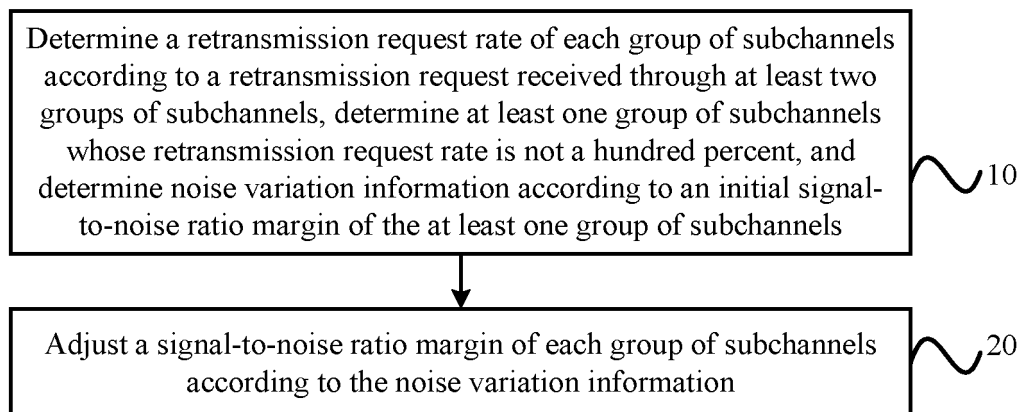 Determine a retransmission request rate of each group of subchannels
according to a retransmission request received through at least two
groups of subchannels, determine at least one group of subchannels
whose retransmission request rate is not a hundred percent, and
determine noise variation information according to an initial signal-
to-noise ratio margin of the at least one group of subchannels
10
Adjust a signal-to-noise ratio margin of each group of subchannels
according to the noise variation information
20